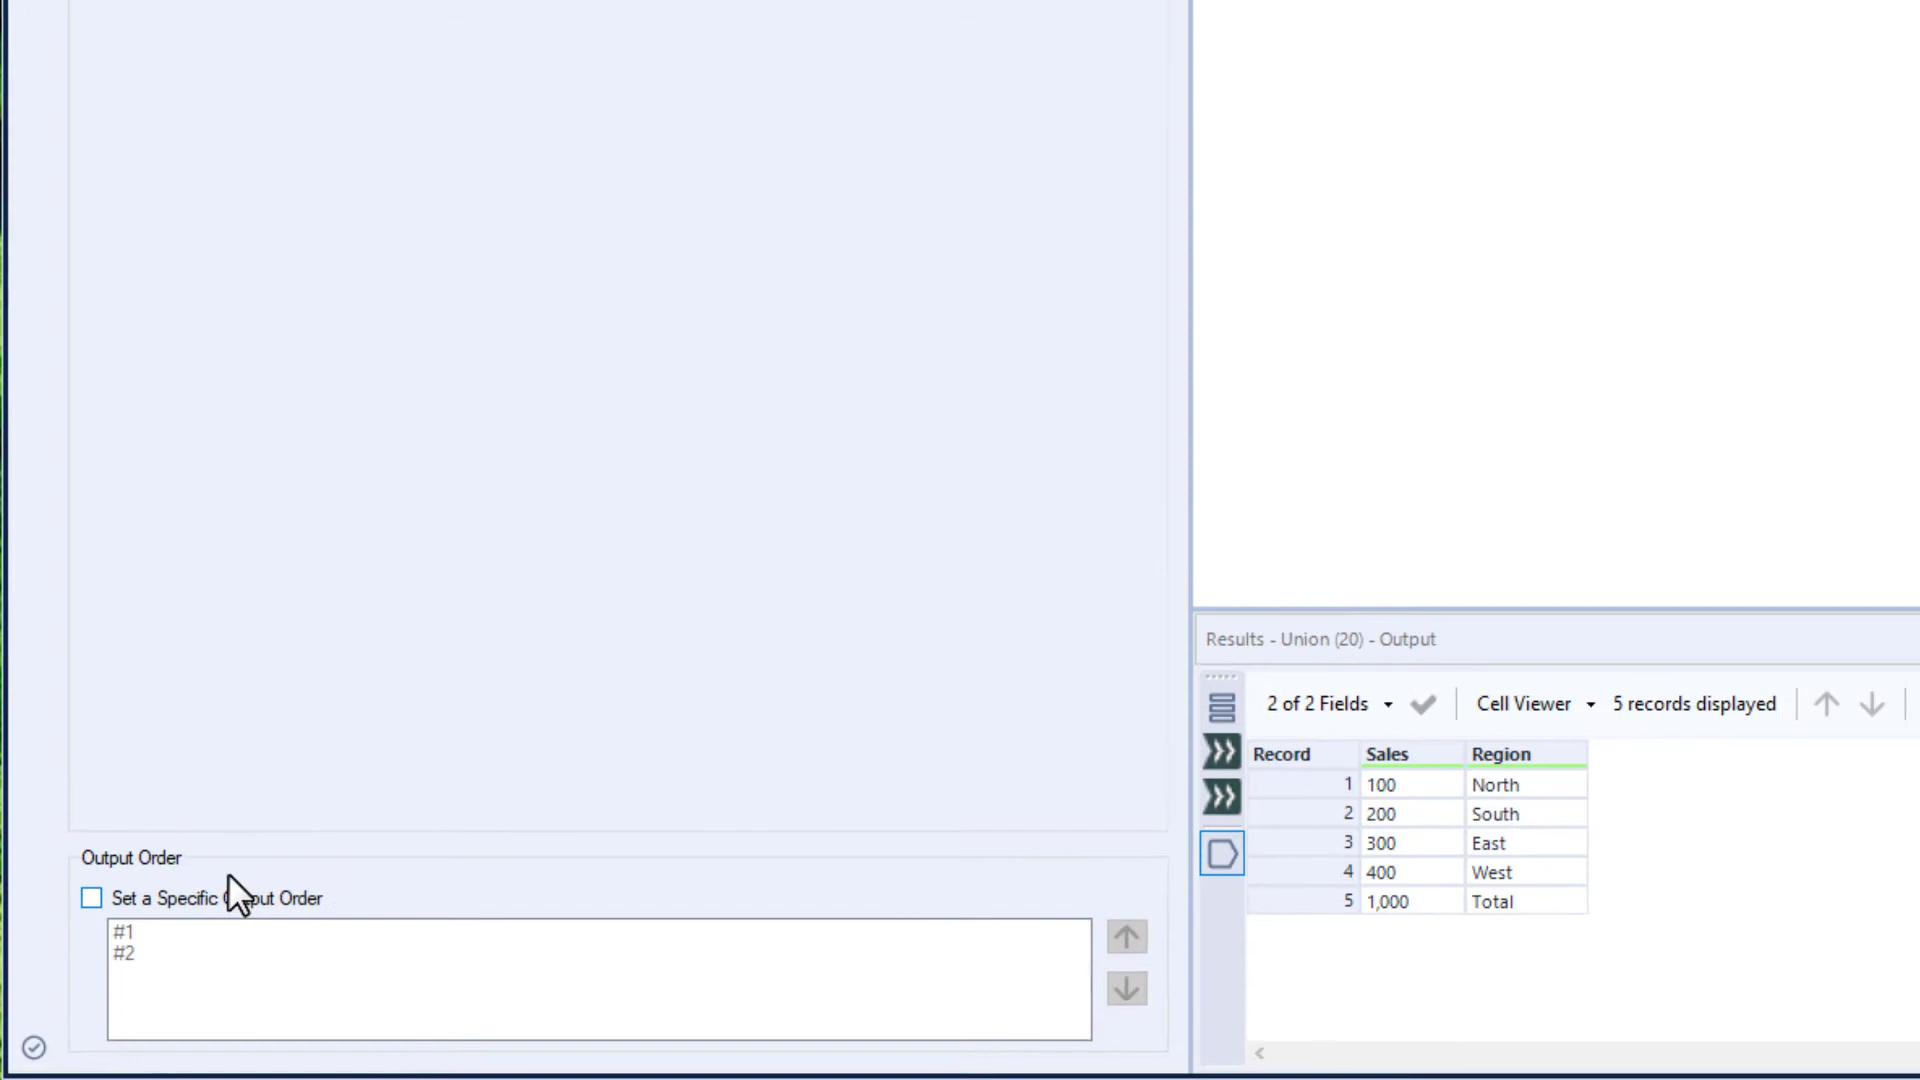 Output Order
Set a Specific Output Order
#1
#2
Results - Union (20) - Output
2 of 2 Fields Cell Viewer 5 records displayed
Record Sales Region
1 100 North
2 200 South
3 300 East
4 400 West
5 1,000 Total